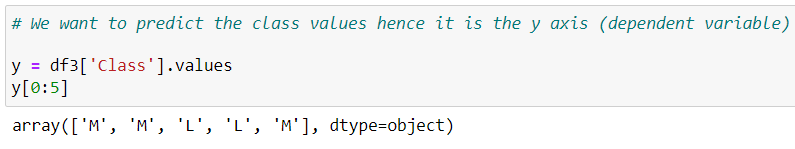 # We want to predict the class values hence it is the y axis (dependent variable)
y = df3['Class'].values
y[0:5]
array(['M', 'M', 'L', 'L', 'M'], dtype=object)